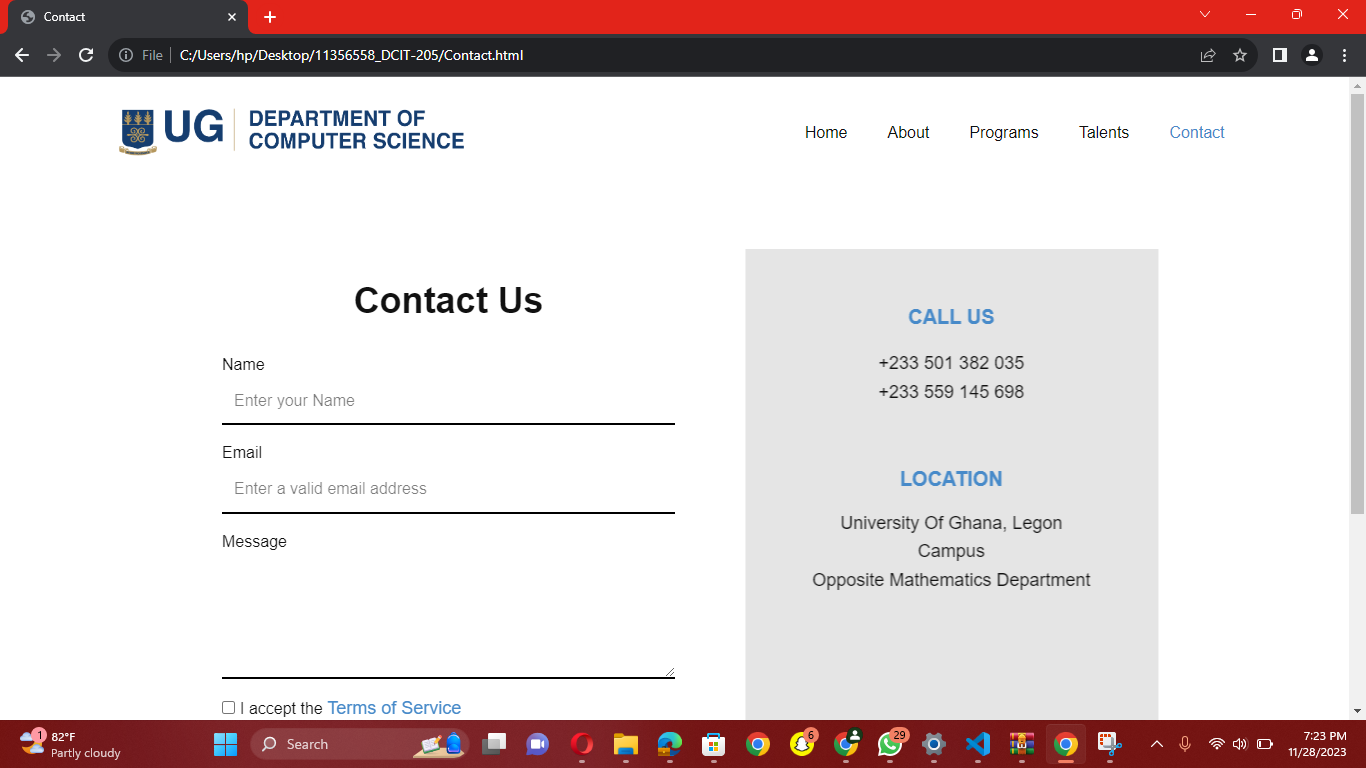 Contact
File
C:/Users/hp/Desktop/11356558_DCIT-205/Contact.html
UG
DEPARTMENT OF
COMPUTER SCIENCE
Home
About
Programs
Talents
Contact
Contact Us
Name
Enter your Name
Email
Enter a valid email address
Message
I accept the Terms of Service
CALL US
+233 501 382 035
+233 559 145 698
LOCATION
University Of Ghana, Legon
Campus
Opposite Mathematics Department
1
82°F
Partly cloudy
Search
6
29
7:23 PM
11/28/2023